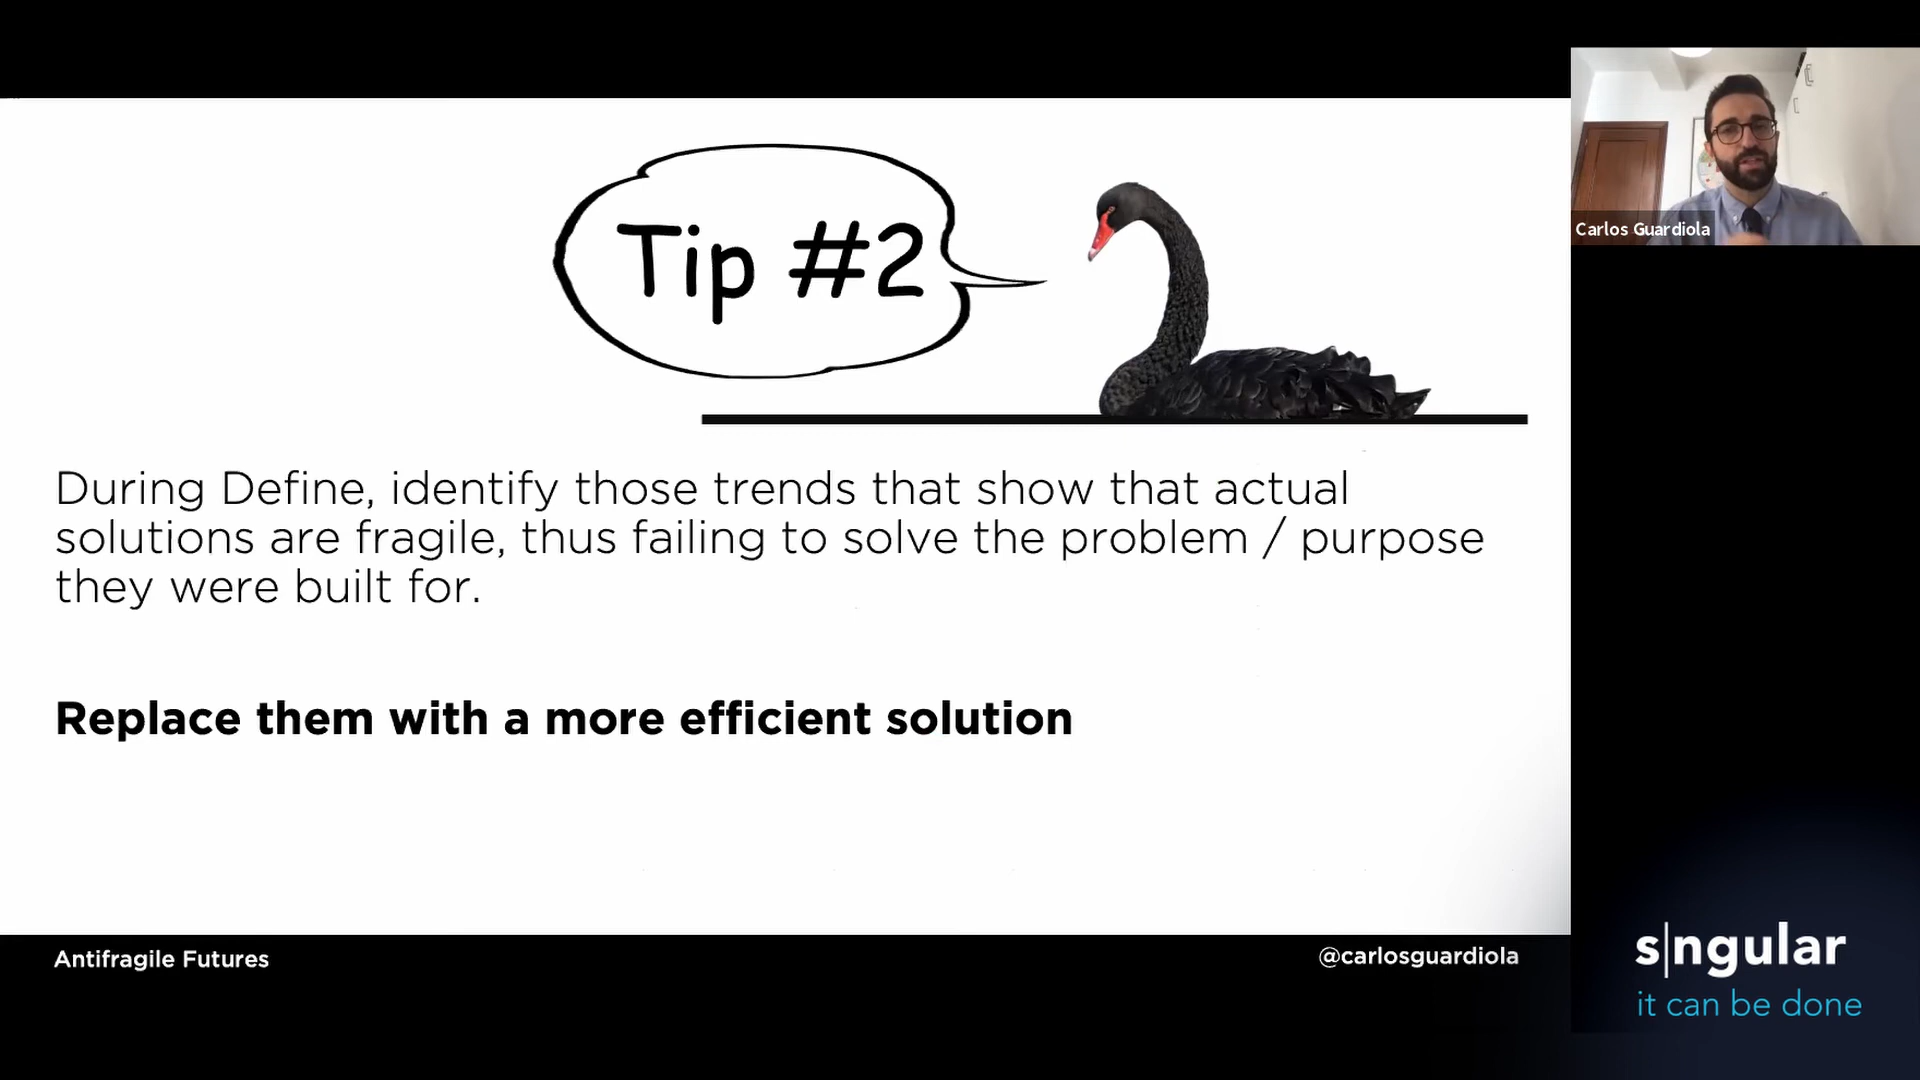 Tip #2
Carlos Guardiola
During Define, identify those trends that show that actual
solutions are fragile, thus failing to solve the problem / purpose
they were built for.
Replace them with a more efficient solution
Antifragile Futures
@carlosguardiola
s|ngular
it can be done